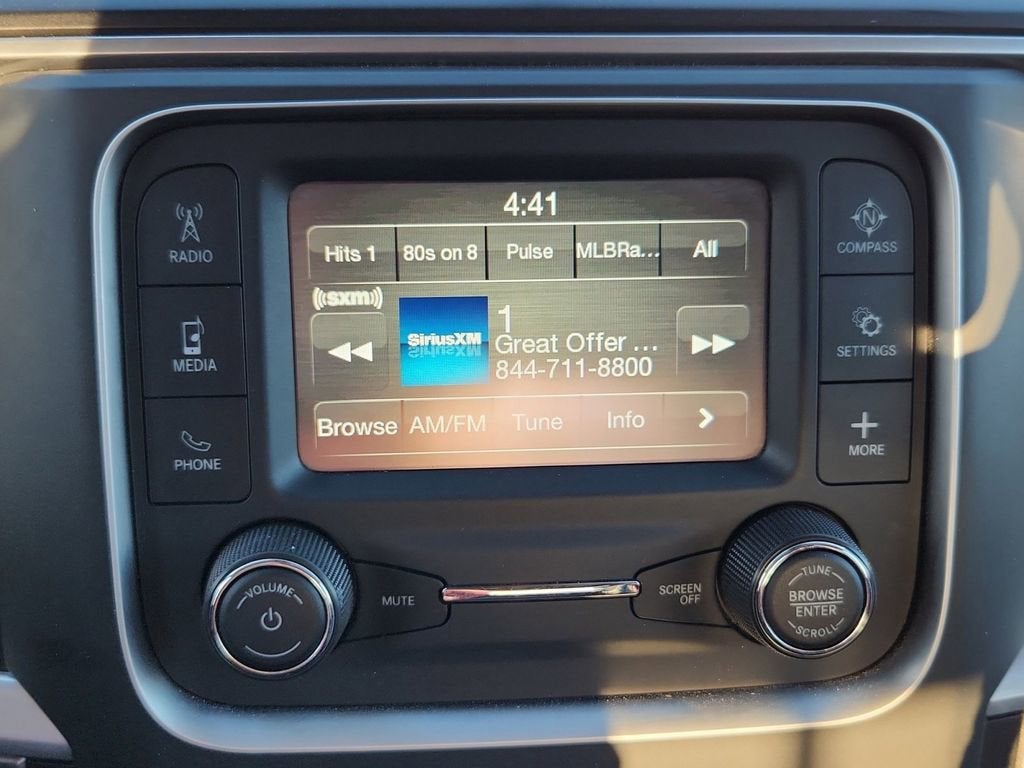 4:41
Hits 1 80s on 8 Pulse MLBRa... All
((sxm))
SiriusXM
1
Great Offer ...
844-711-8800
Browse AM/FM Tune Info >
RADIO
MEDIA
PHONE
N
COMPASS
SETTINGS
+
MORE
VOLUME
MUTE
SCREEN
OFF
TUNE
BROWSE
ENTER
SCROLL